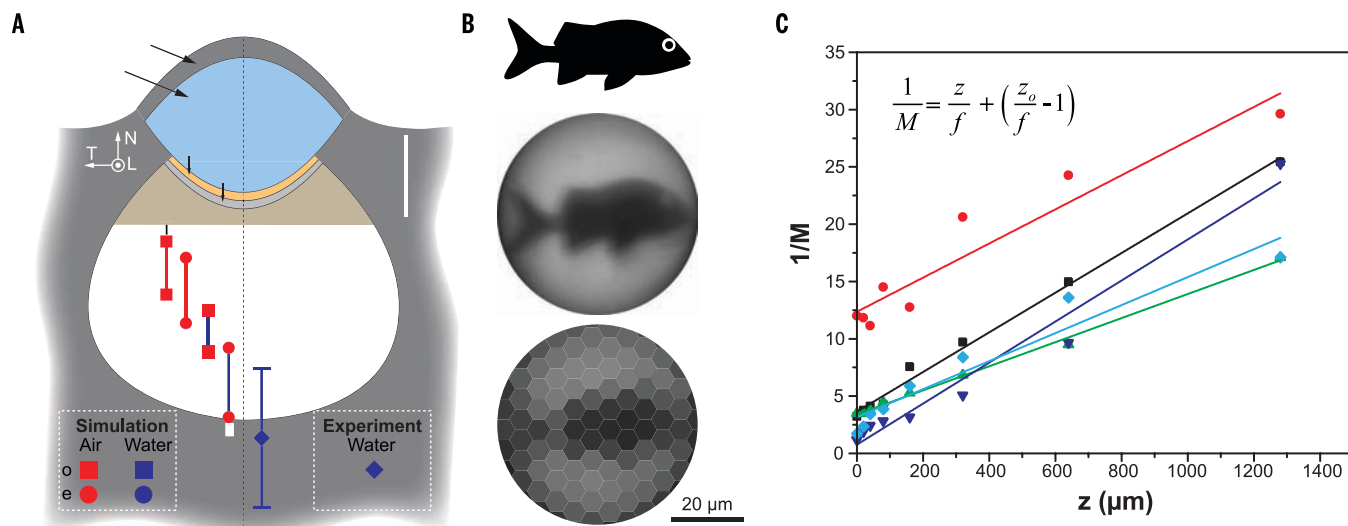 A
N
T
L
Simulation
Air Water
o
e
Experiment
Water
B
20 µm
C
1/M = z/f + (z_o/f - 1)
35
30
25
20
15
10
5
0
1/M
0 200 400 600 800 1000 1200 1400
z (µm)